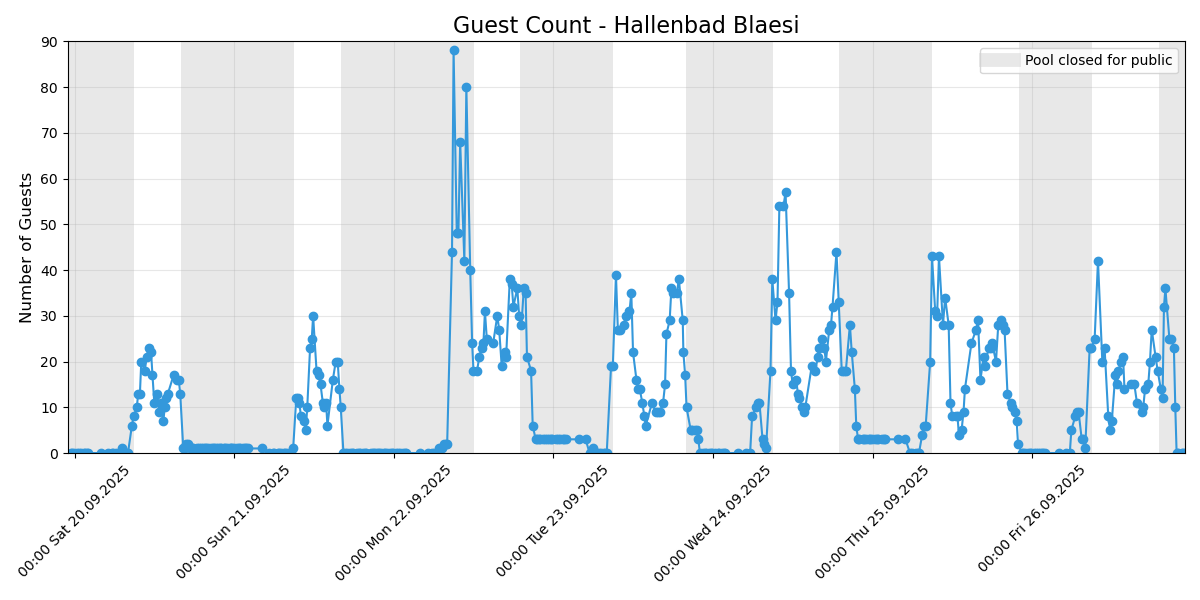 Guest Count - Hallenbad Blaesi
Pool closed for public
Number of Guests
90
80
70
60
50
40
30
20
10
0
00:00 Sat 20.09.2025
00:00 Sun 21.09.2025
00:00 Mon 22.09.2025
00:00 Tue 23.09.2025
00:00 Wed 24.09.2025
00:00 Thu 25.09.2025
00:00 Fri 26.09.2025